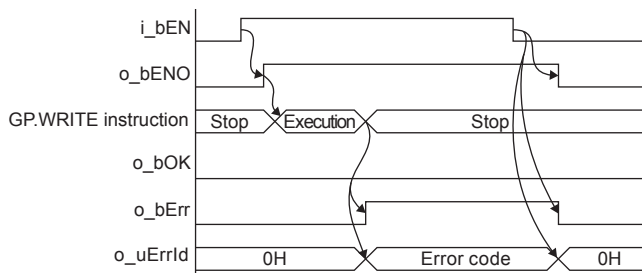 i_bEN
o_bENO
GP.WRITE instruction Stop Execution Stop
o_bOK
o_bErr
o_uErrId 0H Error code 0H